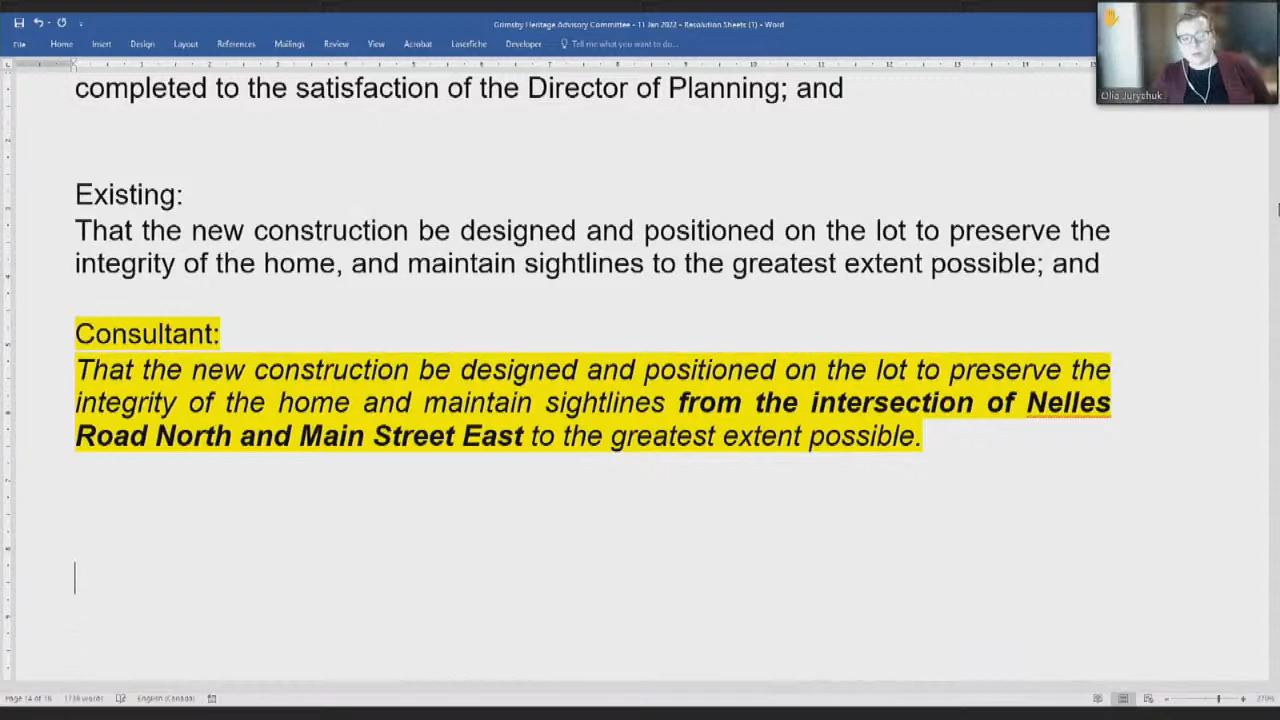 Grimsby Heritage Advisory Committee - 11 Jan 2022 - Resolution Sheets (1) - Word
File Home Insert Design Layout References Mailings Review View Acrobat Laserfiche Developer Tell me what you want to do...
Olia Jurychuk
completed to the satisfaction of the Director of Planning; and
Existing:
That the new construction be designed and positioned on the lot to preserve the
integrity of the home, and maintain sightlines to the greatest extent possible; and
Consultant:
That the new construction be designed and positioned on the lot to preserve the
integrity of the home and maintain sightlines from the intersection of Nelles
Road North and Main Street East to the greatest extent possible.
English (Canada)